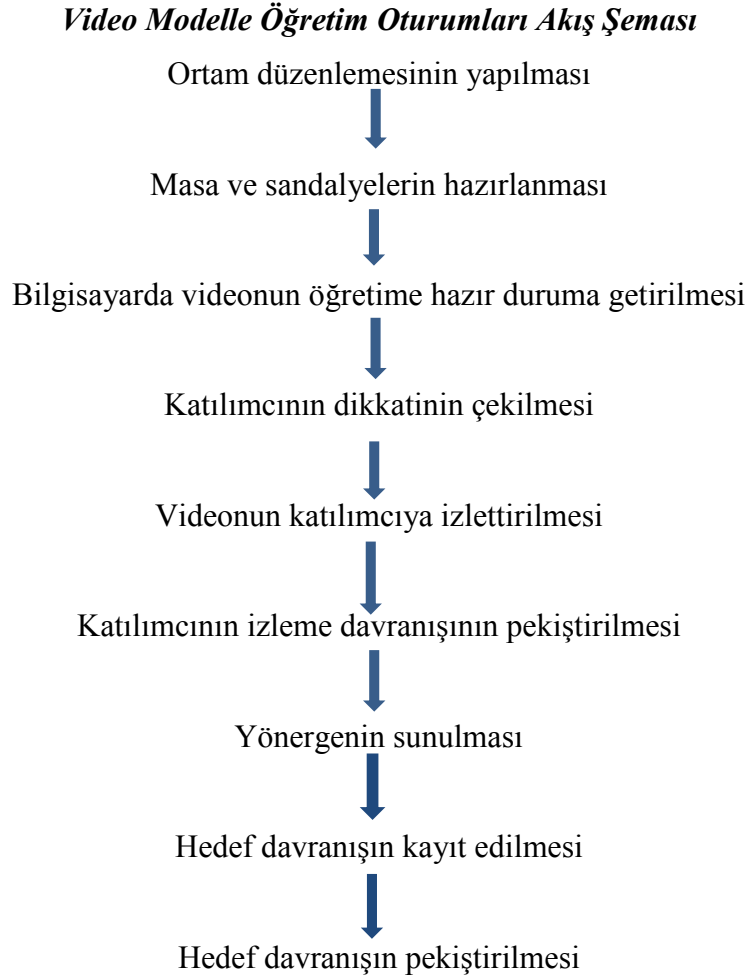 Video Modelle Öğretim Oturumları Akış Şeması
Ortam düzenlemesinin yapılması
Masa ve sandalyelerin hazırlanması
Bilgisayarda videonun öğretime hazır duruma getirilmesi
Katılımcının dikkatinin çekilmesi
Videonun katılımcıya izlettirilmesi
Katılımcının izleme davranışının pekiştirilmesi
Yönergenin sunulması
Hedef davranışın kayıt edilmesi
Hedef davranışın pekiştirilmesi